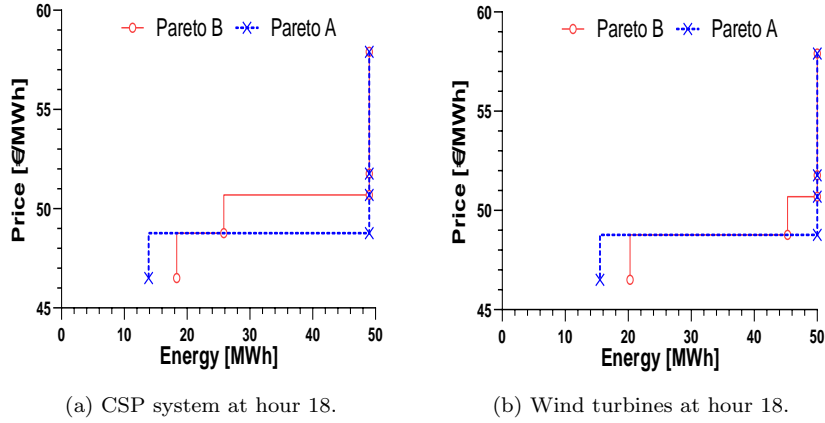 60
Pareto B Pareto A
55
50
45
Price [€/MWh]
0 10 20 30 40 50
Energy [MWh]
(a) CSP system at hour 18.
60
Pareto B Pareto A
55
50
45
Price [€/MWh]
0 10 20 30 40 50
Energy [MWh]
(b) Wind turbines at hour 18.